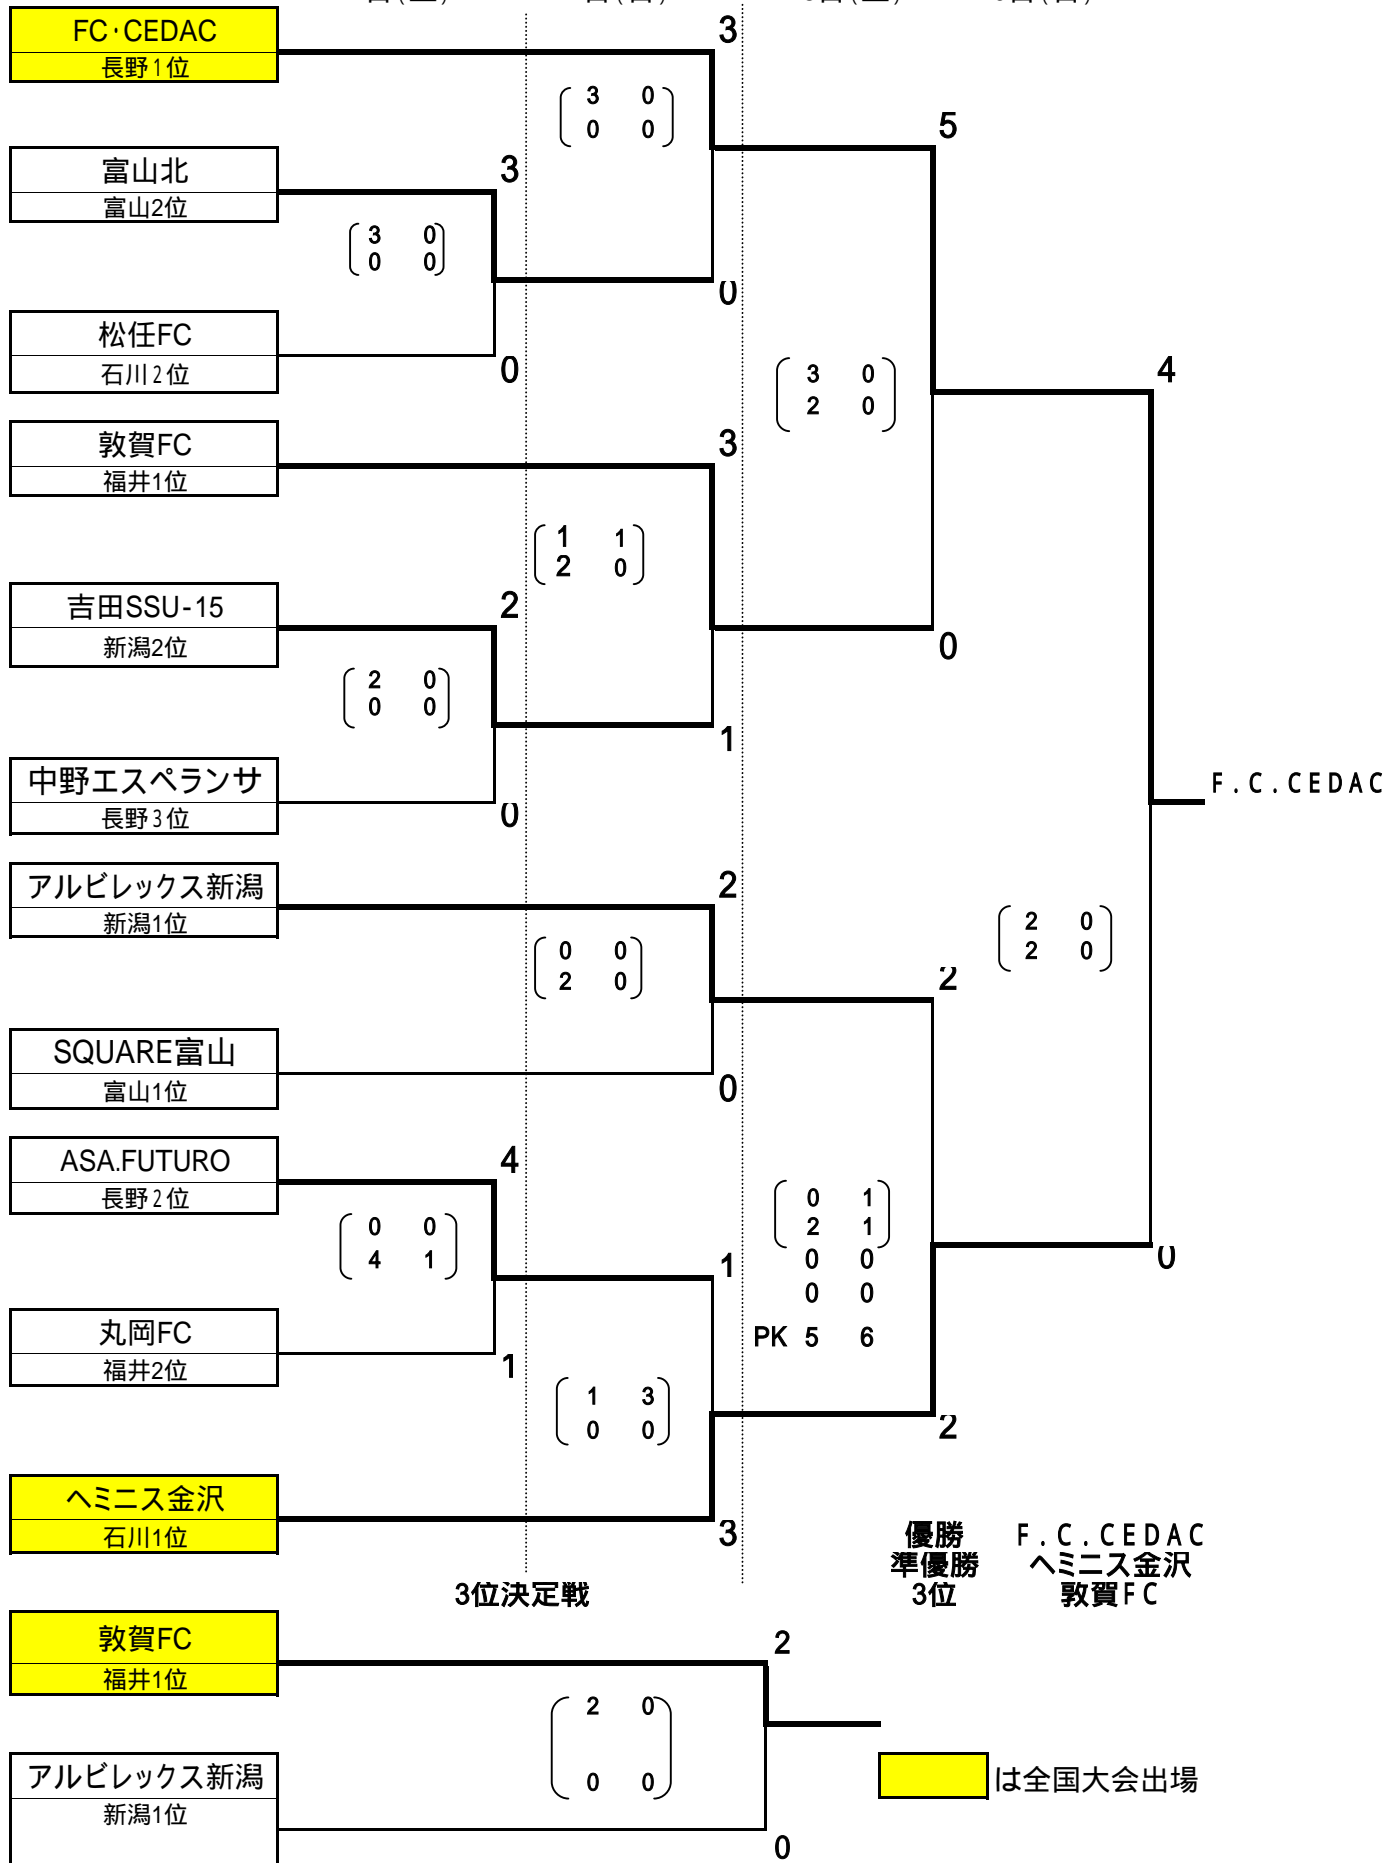 日(日)
FC・CEDAC
長野1位
3
3 0
0 0
5
富山北
富山2位
3
3 0
0 0
0
松任FC
石川2位
0
3 0
2 0
4
敦賀FC
福井1位
3
1 1
2 0
吉田SSU-15
新潟2位
2
0
2 0
0 0
1
中野エスペランサ
長野3位
0
F.C.CEDAC
アルビレックス新潟
新潟1位
2
0 0
2 0
2 0
2 0
2
SQUARE富山
富山1位
0
ASA.FUTURO
長野2位
4
0 0
4 1
0 1
2 1
0 0
0 0
PK 5 6
1
0
丸岡FC
福井2位
1
1 3
0 0
2
ヘミニス金沢
石川1位
3
優勝 F.C.CEDAC
準優勝 ヘミニス金沢
3位 敦賀FC
3位決定戦
敦賀FC
福井1位
2
2 0
0 0
アルビレックス新潟
新潟1位
0
は全国大会出場